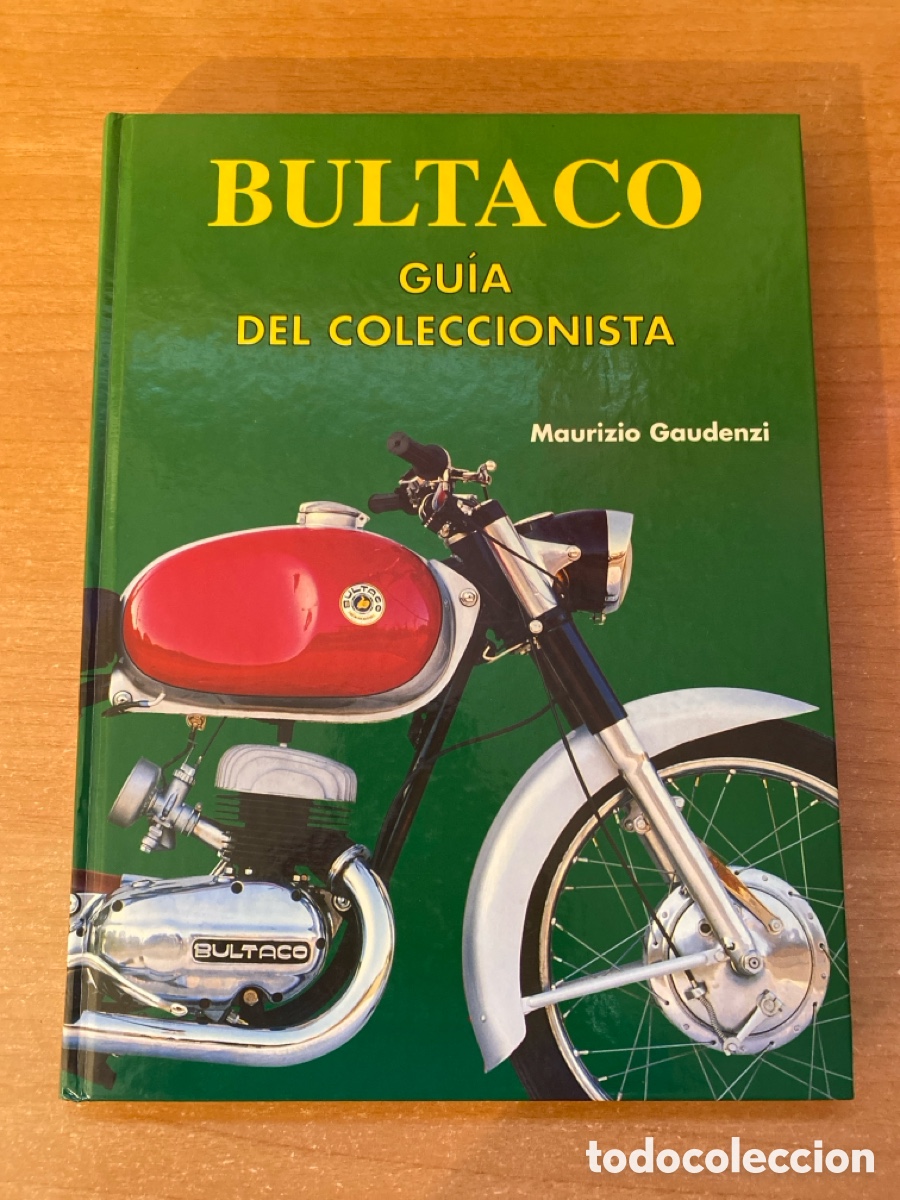 BULTACO
GUÍA
DEL COLECCIONISTA
Maurizio Gaudenzi
BULTACO
BULTACO
todocoleccion